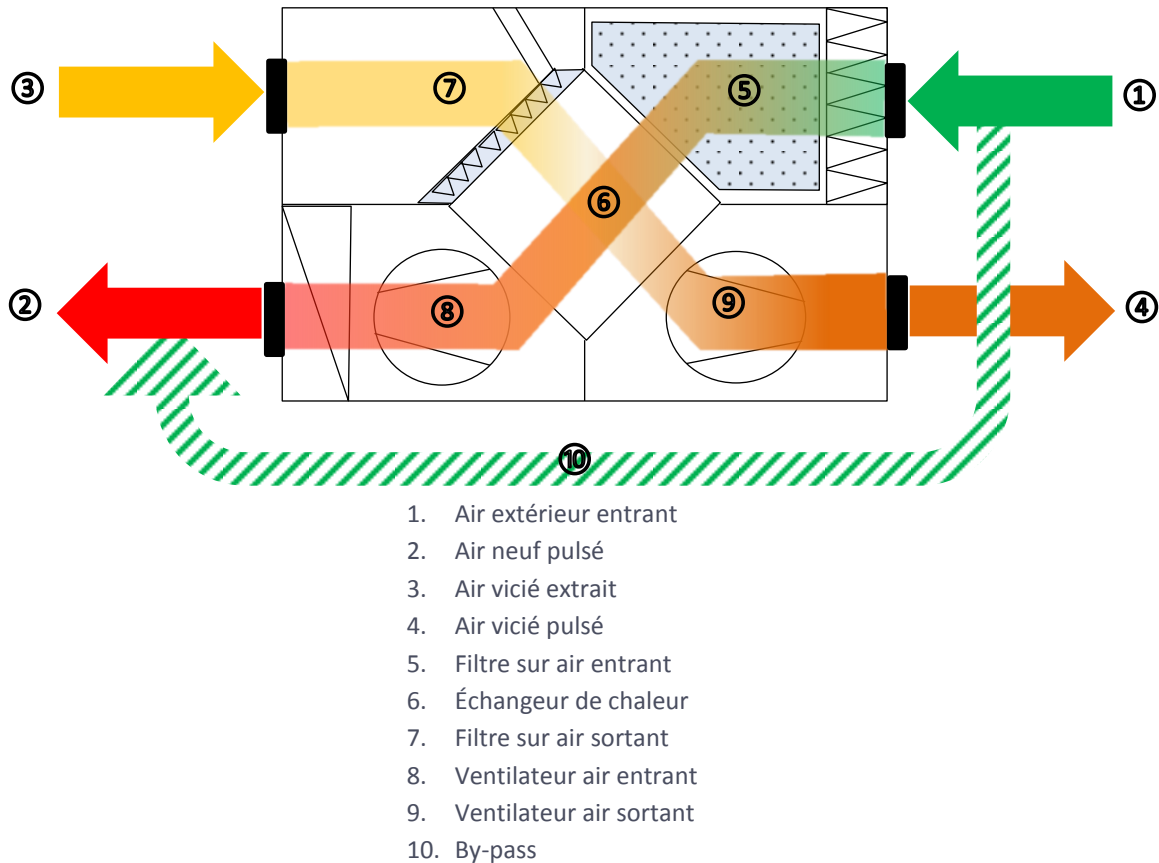 ③ ⑦ ⑤ ①
⑥
② ⑧ ⑨ ④
⑩
1. Air extérieur entrant
2. Air neuf pulsé
3. Air vicié extrait
4. Air vicié pulsé
5. Filtre sur air entrant
6. Échangeur de chaleur
7. Filtre sur air sortant
8. Ventilateur air entrant
9. Ventilateur air sortant
10. By-pass